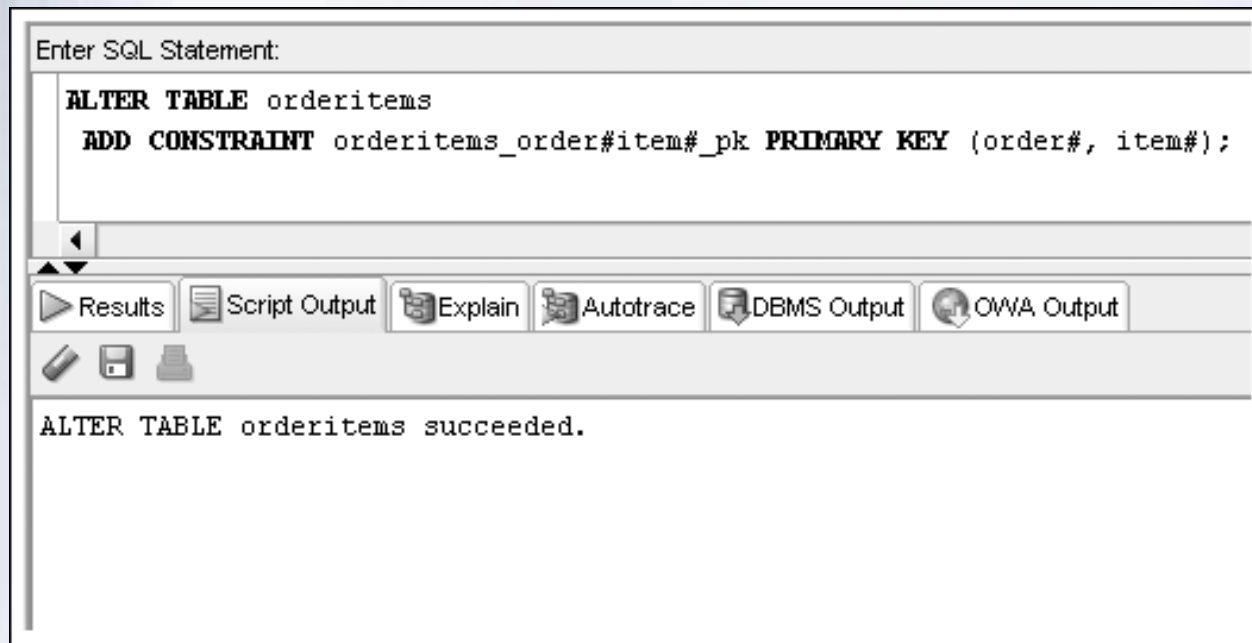 Enter SQL Statement:
ALTER TABLE orderitems
ADD CONSTRAINT orderitems_order#item#_pk PRIMARY KEY (order#, item#);
Results Script Output Explain Autotrace DBMS Output OWA Output
ALTER TABLE orderitems succeeded.